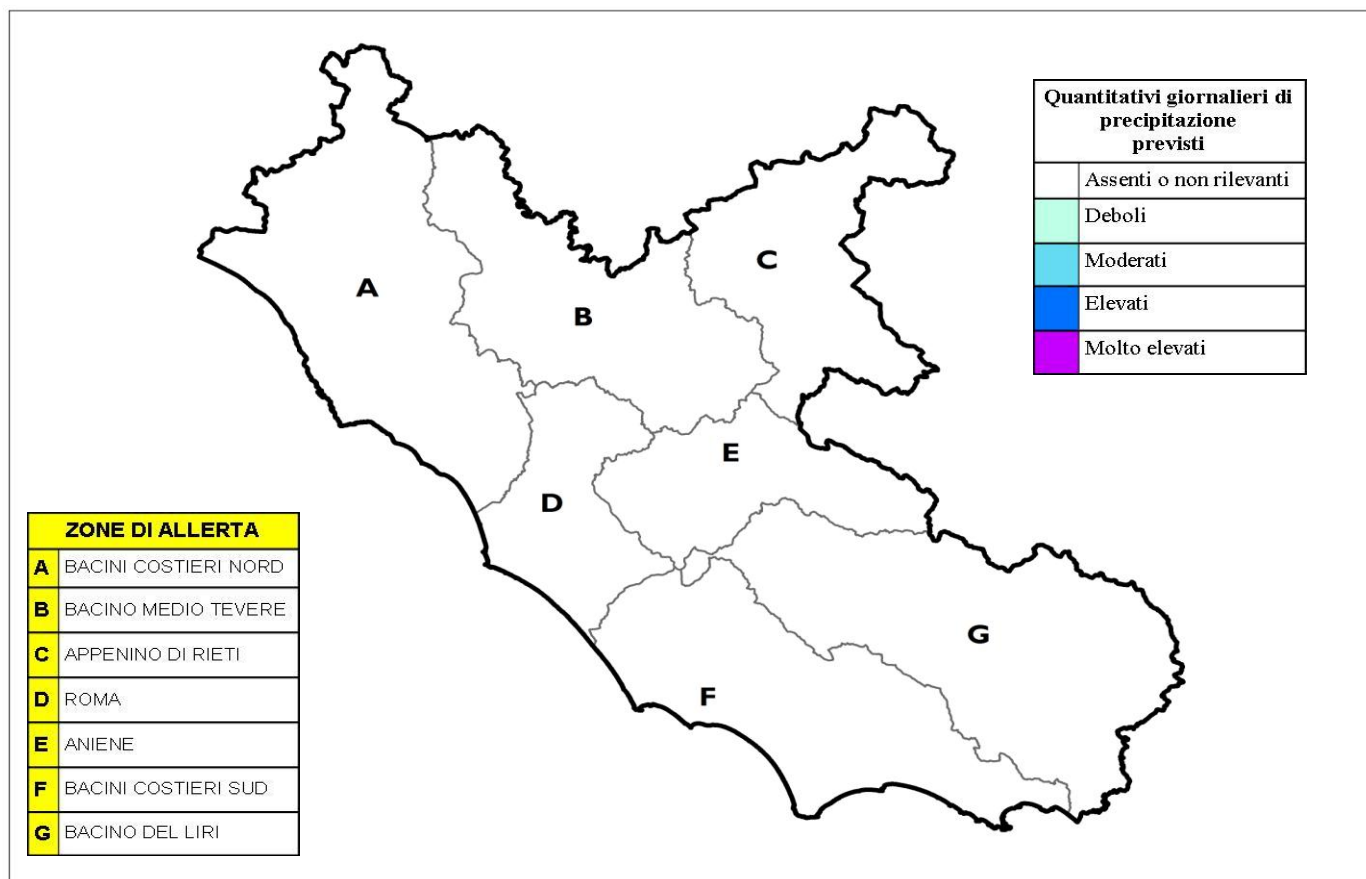 Quantitativi giornalieri di
precipitazione
previsti
Assenti o non rilevanti
Deboli
Moderati
Elevati
Molto elevati
A
B
C
D
E
F
G
ZONE DI ALLERTA
A BACINI COSTIERI NORD
B BACINO MEDIO TEVERE
C APPENINO DI RIETI
D ROMA
E ANIENE
F BACINI COSTIERI SUD
G BACINO DEL LIRI